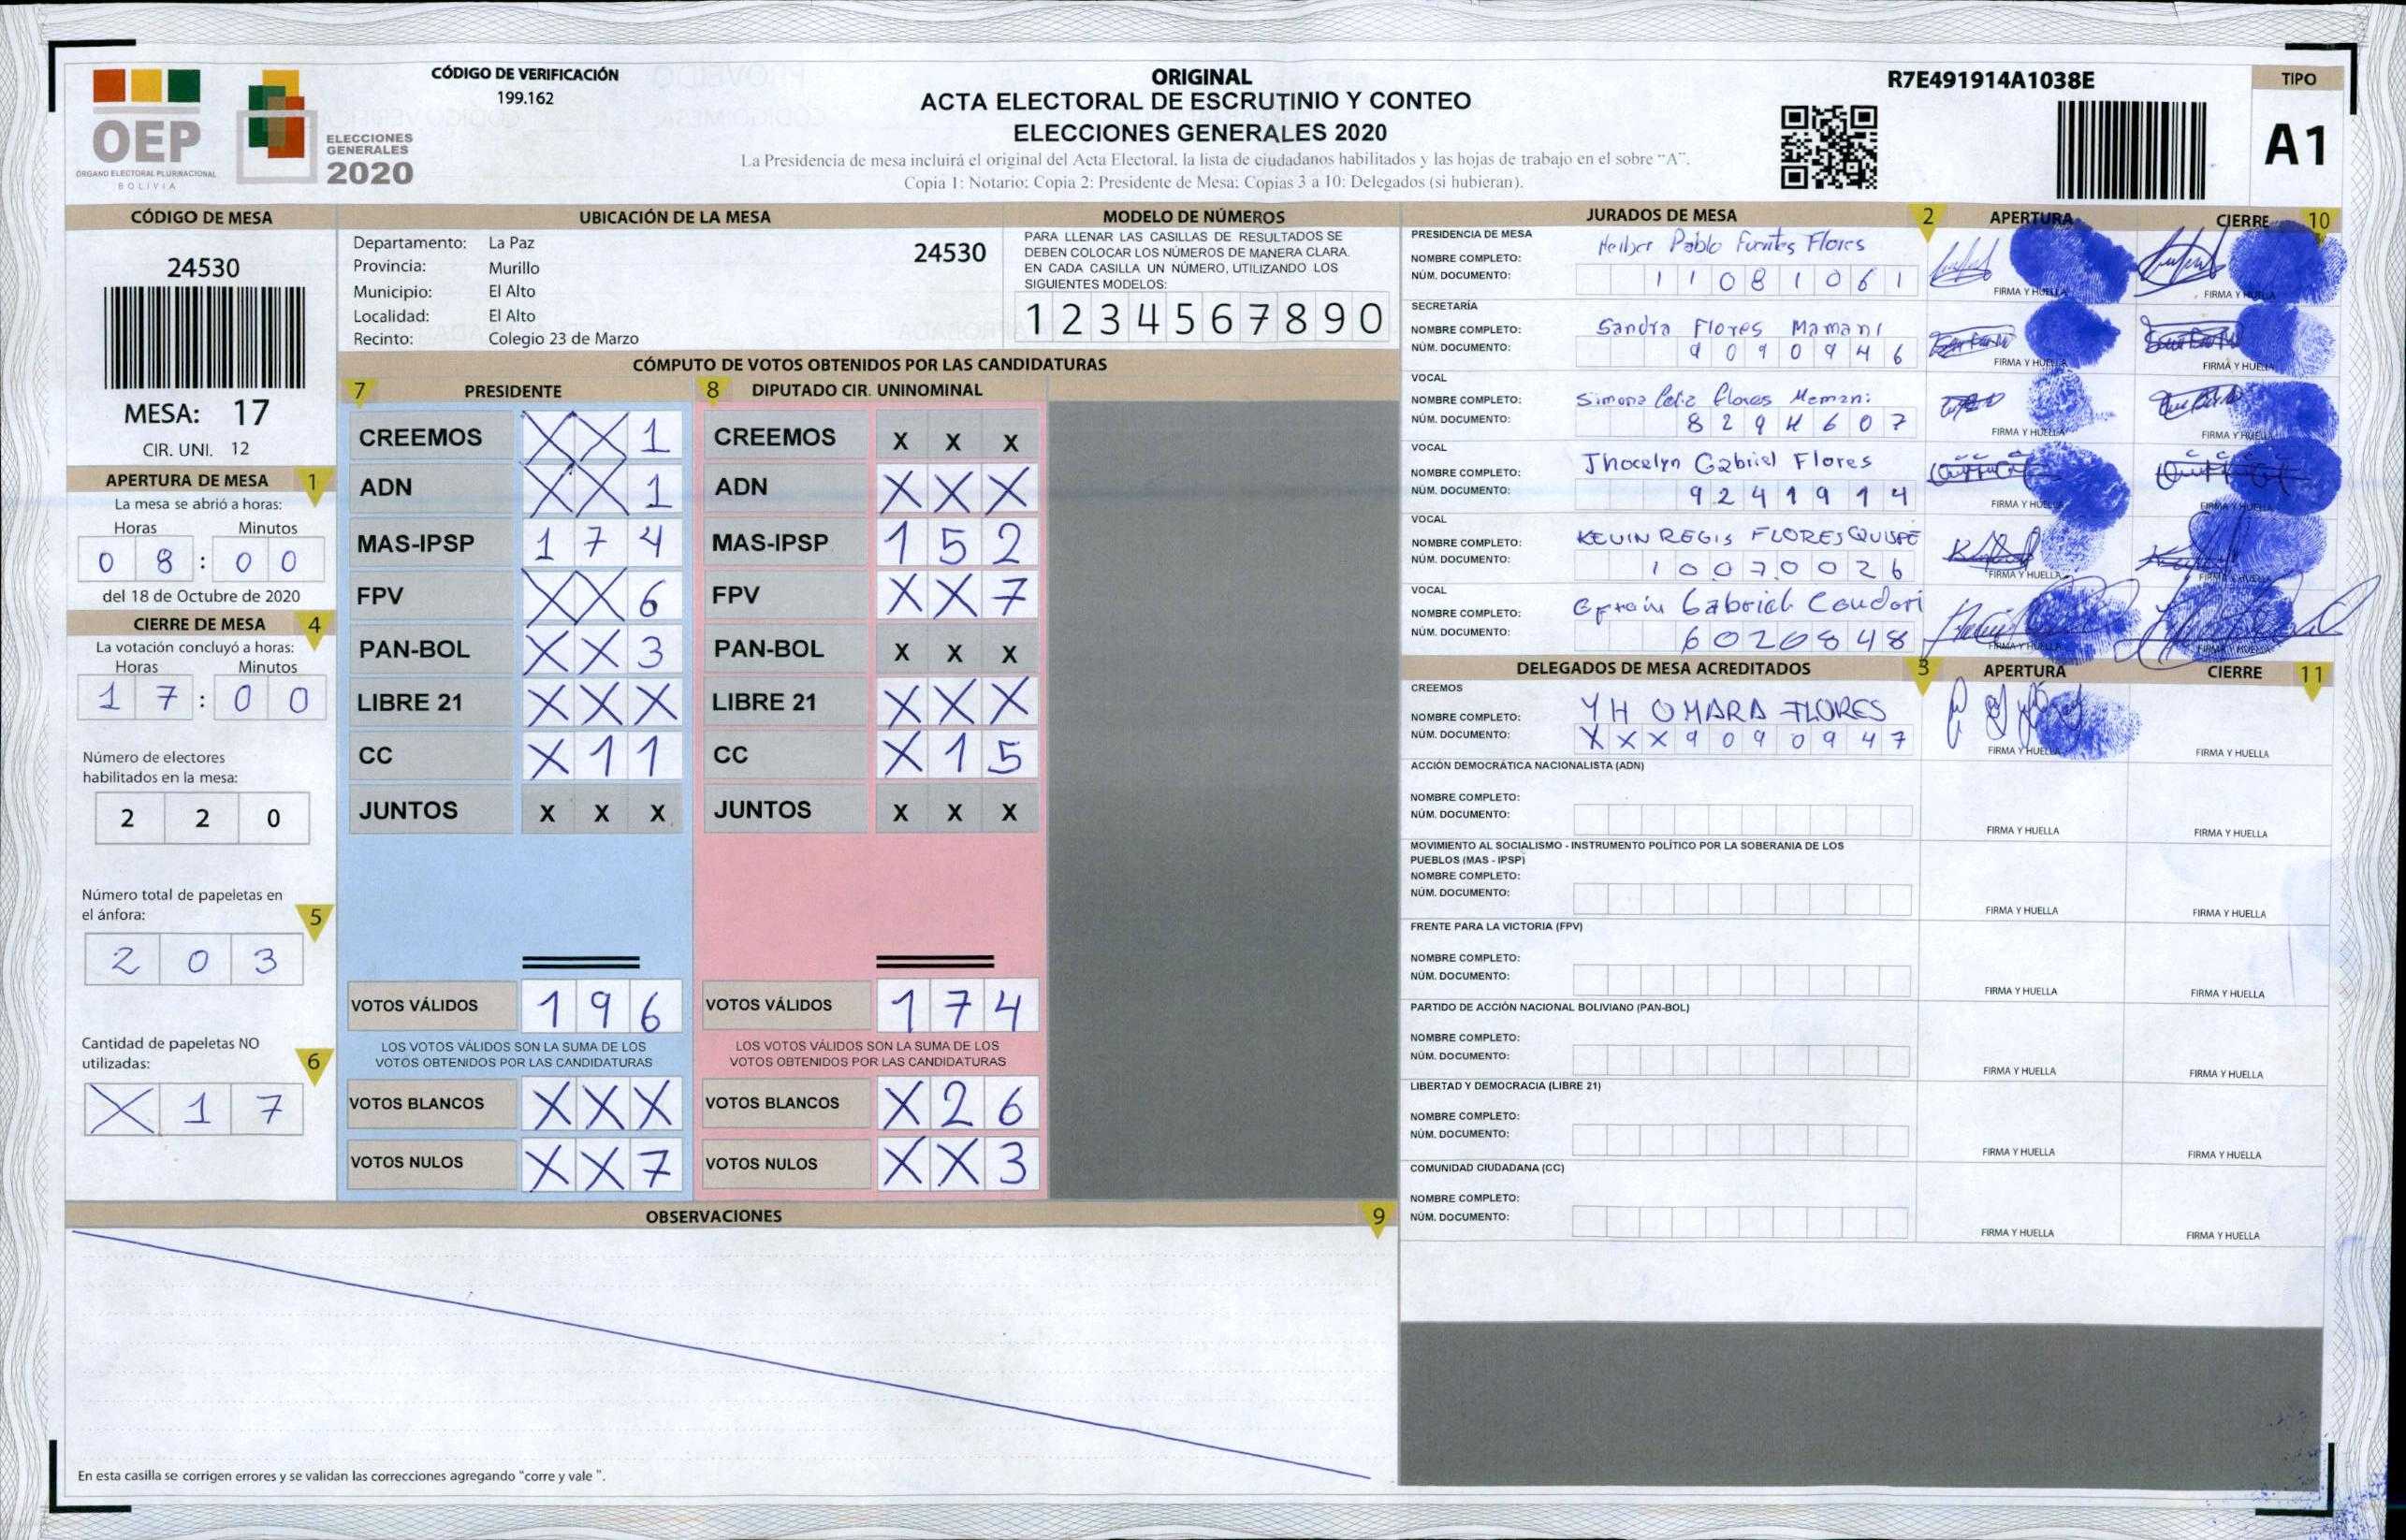 CÓDIGO DE VERIFICACIÓN
199.162
OEP
ÓRGANO ELECTORAL PLURINACIONAL
BOLIVIA
ELECCIONES
GENERALES
2020
ORIGINAL
ACTA ELECTORAL DE ESCRUTINIO Y CONTEO
ELECCIONES GENERALES 2020
La Presidencia de mesa incluirá el original del Acta Electoral, la lista de ciudadanos habilitados y las hojas de trabajo en el sobre "A".
Copia 1: Notario; Copia 2: Presidente de Mesa; Copias 3 a 10: Delegados (si hubieran).
R7E491914A1038E
TIPO
A1
CÓDIGO DE MESA
24530
MESA: 17
CIR. UNI. 12
APERTURA DE MESA 1
La mesa se abrió a horas:
Horas Minutos
0 8 : 0 0
del 18 de Octubre de 2020
CIERRE DE MESA 4
La votación concluyó a horas:
Horas Minutos
1 7 : 0 0
Número de electores
habilitados en la mesa:
2 2 0
Número total de papeletas en
el ánfora: 5
2 0 3
Cantidad de papeletas NO
utilizadas: 6
X 1 7
UBICACIÓN DE LA MESA
Departamento: La Paz 24530
Provincia: Murillo
Municipio: El Alto
Localidad: El Alto
Recinto: Colegio 23 de Marzo
MODELO DE NÚMEROS
PARA LLENAR LAS CASILLAS DE RESULTADOS SE
DEBEN COLOCAR LOS NÚMEROS DE MANERA CLARA.
EN CADA CASILLA UN NÚMERO, UTILIZANDO LOS
SIGUIENTES MODELOS:
1 2 3 4 5 6 7 8 9 0
CÓMPUTO DE VOTOS OBTENIDOS POR LAS CANDIDATURAS
7 PRESIDENTE
CREEMOS X X 1
ADN X X 1
MAS-IPSP 1 7 4
FPV X X 6
PAN-BOL X X 3
LIBRE 21 X X X
CC X 1 1
JUNTOS X X X
VOTOS VÁLIDOS 1 9 6
LOS VOTOS VÁLIDOS SON LA SUMA DE LOS
VOTOS OBTENIDOS POR LAS CANDIDATURAS
VOTOS BLANCOS X X X
VOTOS NULOS X X 7
8 DIPUTADO CIR. UNINOMINAL
CREEMOS X X X
ADN X X X
MAS-IPSP 1 5 2
FPV X X 7
PAN-BOL X X X
LIBRE 21 X X X
CC X 1 5
JUNTOS X X X
VOTOS VÁLIDOS 1 7 4
LOS VOTOS VÁLIDOS SON LA SUMA DE LOS
VOTOS OBTENIDOS POR LAS CANDIDATURAS
VOTOS BLANCOS X 2 6
VOTOS NULOS X X 3
OBSERVACIONES 9
En esta casilla se corrigen errores y se validan las correcciones agregando "corre y vale ".
JURADOS DE MESA 2 APERTURA CIERRE 10
PRESIDENCIA DE MESA
NOMBRE COMPLETO: Pablo Fuentes Flores
NÚM. DOCUMENTO: 1 1 0 8 1 0 6 1
FIRMA Y HUELLA FIRMA Y HUELLA
SECRETARÍA
NOMBRE COMPLETO: Sandra Flores Mamani
NÚM. DOCUMENTO: 9 0 9 0 9 4 6
FIRMA Y HUELLA FIRMA Y HUELLA
VOCAL
NOMBRE COMPLETO: Simona Flores Mamani
NÚM. DOCUMENTO: 8 2 9 4 6 0 7
FIRMA Y HUELLA FIRMA Y HUELLA
VOCAL
NOMBRE COMPLETO: Jhocelyn Gabriel Flores
NÚM. DOCUMENTO: 9 2 4 1 9 1 4
FIRMA Y HUELLA FIRMA Y HUELLA
VOCAL
NOMBRE COMPLETO: KEVIN REGIS FLORES QUISPE
NÚM. DOCUMENTO: 1 0 0 7 0 0 2 6
FIRMA Y HUELLA FIRMA Y HUELLA
VOCAL
NOMBRE COMPLETO: Efrain Gabriel Condori
NÚM. DOCUMENTO: 6 0 2 0 8 4 8
FIRMA Y HUELLA FIRMA Y HUELLA
DELEGADOS DE MESA ACREDITADOS 3 APERTURA CIERRE 11
CREEMOS
NOMBRE COMPLETO: YHOMARA FLORES
NÚM. DOCUMENTO: X X X 9 0 9 0 9 4 7
FIRMA Y HUELLA FIRMA Y HUELLA
ACCIÓN DEMOCRÁTICA NACIONALISTA (ADN)
NOMBRE COMPLETO:
NÚM. DOCUMENTO:
FIRMA Y HUELLA FIRMA Y HUELLA
MOVIMIENTO AL SOCIALISMO - INSTRUMENTO POLÍTICO POR LA SOBERANIA DE LOS
PUEBLOS (MAS - IPSP)
NOMBRE COMPLETO:
NÚM. DOCUMENTO:
FIRMA Y HUELLA FIRMA Y HUELLA
FRENTE PARA LA VICTORIA (FPV)
NOMBRE COMPLETO:
NÚM. DOCUMENTO:
FIRMA Y HUELLA FIRMA Y HUELLA
PARTIDO DE ACCIÓN NACIONAL BOLIVIANO (PAN-BOL)
NOMBRE COMPLETO:
NÚM. DOCUMENTO:
FIRMA Y HUELLA FIRMA Y HUELLA
LIBERTAD Y DEMOCRACIA (LIBRE 21)
NOMBRE COMPLETO:
NÚM. DOCUMENTO:
FIRMA Y HUELLA FIRMA Y HUELLA
COMUNIDAD CIUDADANA (CC)
NOMBRE COMPLETO:
NÚM. DOCUMENTO:
FIRMA Y HUELLA FIRMA Y HUELLA